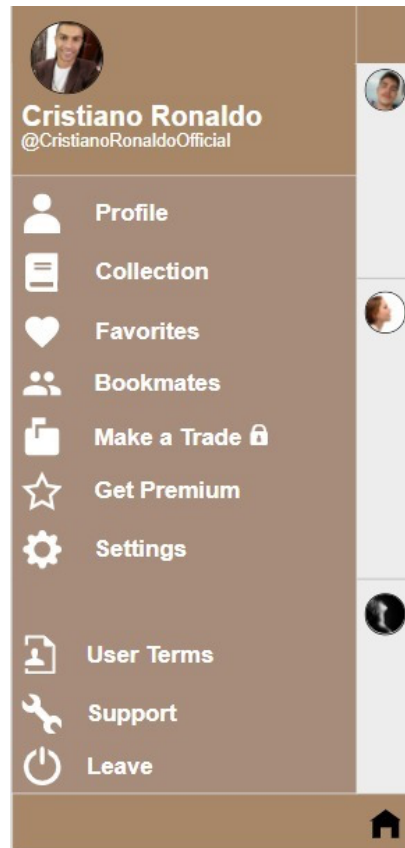 Cristiano Ronaldo
@CristianoRonaldoOfficial
Profile
Collection
Favorites
Bookmates
Make a Trade
Get Premium
Settings
User Terms
Support
Leave